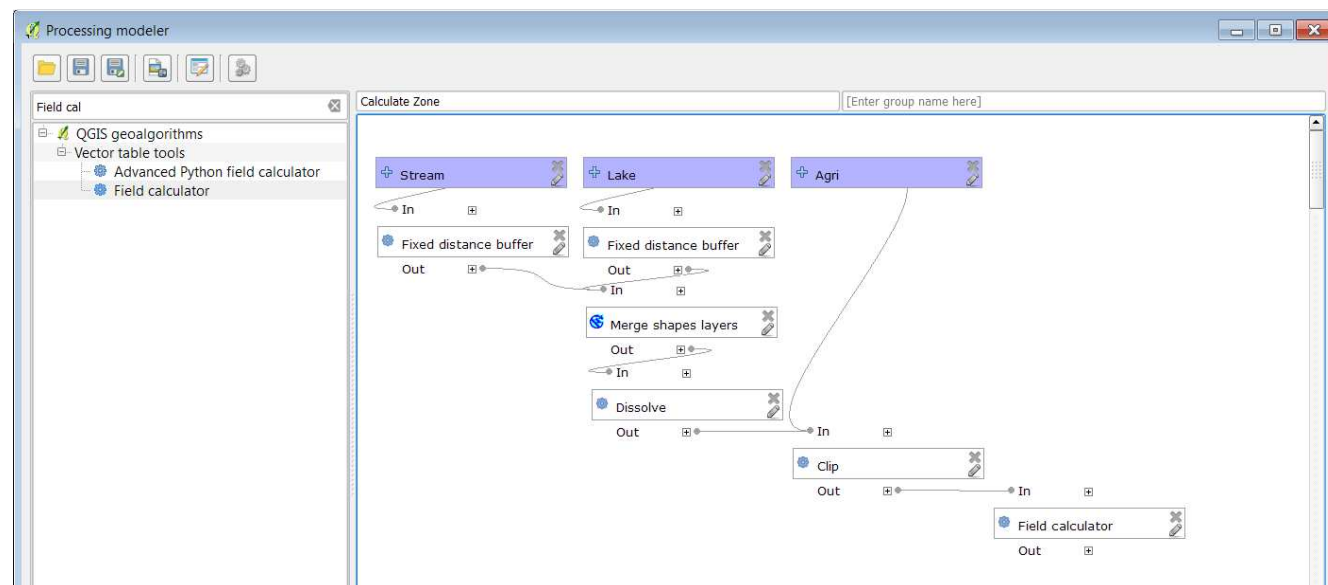 Processing modeler
Field cal
Calculate Zone
[Enter group name here]
QGIS geoalgorithms
Vector table tools
Advanced Python field calculator
Field calculator
Stream
Lake
Agri
In
In
Fixed distance buffer
Fixed distance buffer
Out
Out
In
Merge shapes layers
Out
In
Dissolve
Out
In
Clip
Out
In
Field calculator
Out